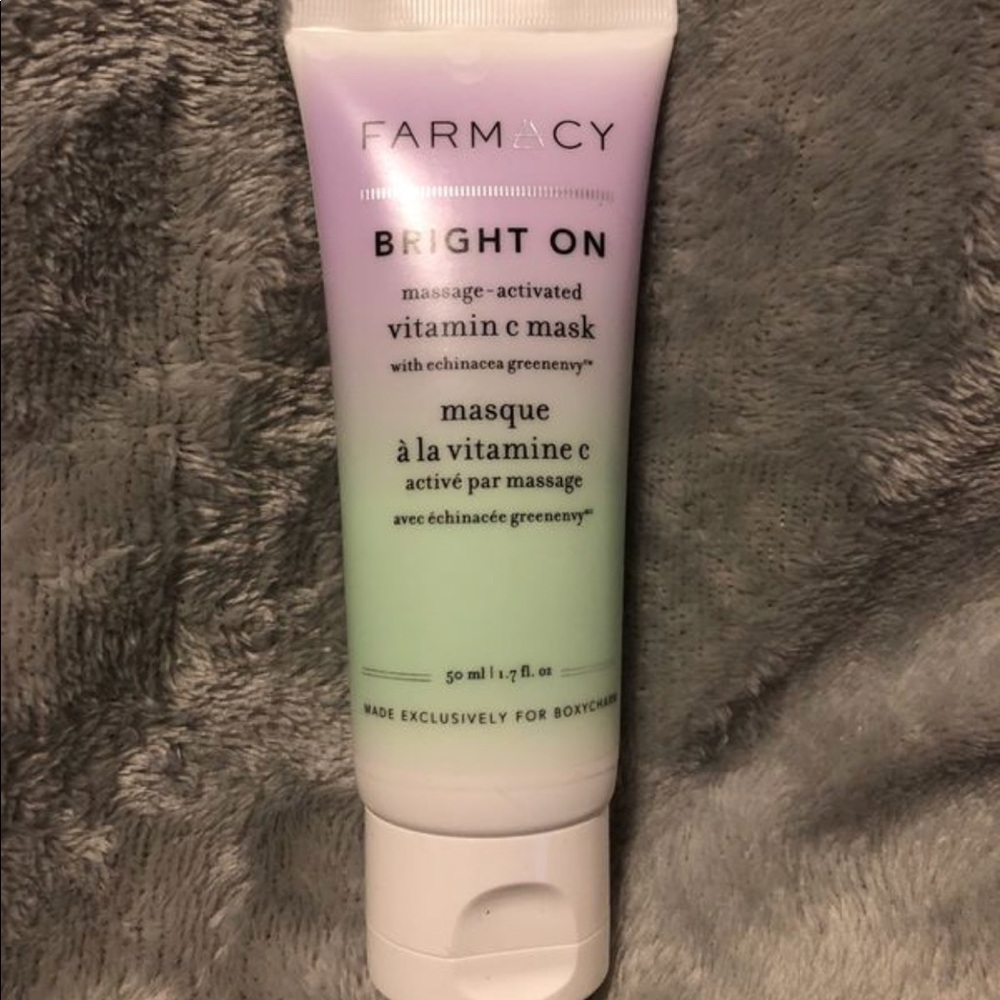 FARMACY
BRIGHT ON
massage-activated
vitamin c mask
with echinacea greenenvy™
masque
à la vitamine c
activé par massage
avec échinacée greenenvy™
50 ml | 1.7 fl. oz
MADE EXCLUSIVELY FOR BOXYCHARM